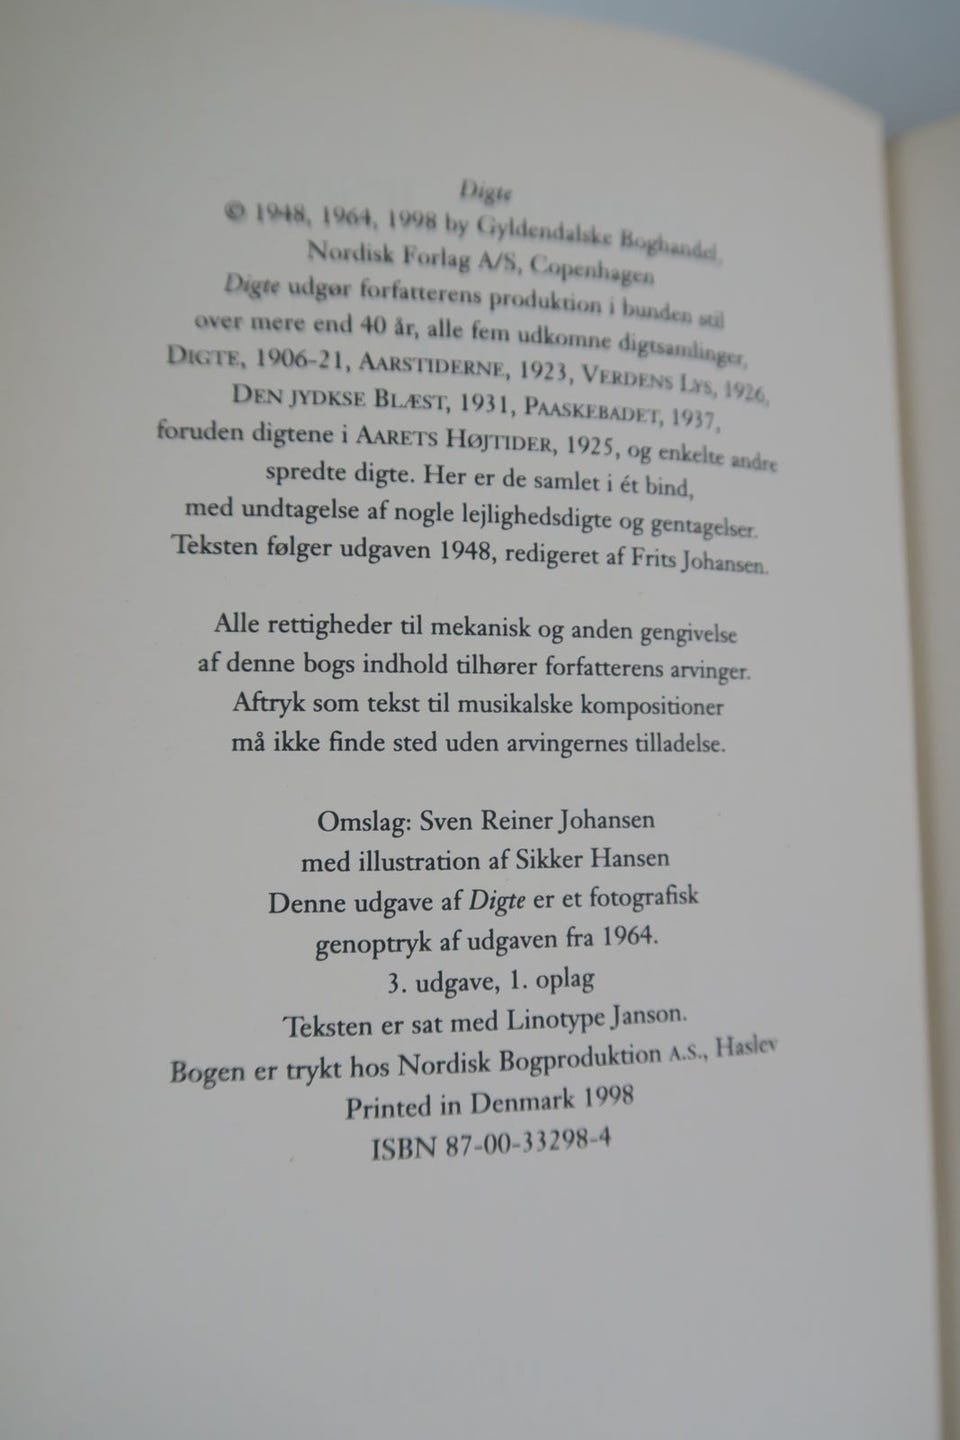 Digte
© 1948, 1964, 1998 by Gyldendalske Boghandel,
Nordisk Forlag A/S, Copenhagen
Digte udgør forfatterens produktion i bunden stil
over mere end 40 år, alle fem udkomne digtsamlinger,
DIGTE, 1906-21, AARSTIDERNE, 1923, VERDENS LYS, 1926,
DEN JYDKSE BLÆST, 1931, PAASKEBADET, 1937,
foruden digtene i AARETS HØJTIDER, 1925, og enkelte andre
spredte digte. Her er de samlet i ét bind,
med undtagelse af nogle lejlighedsdigte og gentagelser.
Teksten følger udgaven 1948, redigeret af Frits Johansen.
Alle rettigheder til mekanisk og anden gengivelse
af denne bogs indhold tilhører forfatterens arvinger.
Aftryk som tekst til musikalske kompositioner
må ikke finde sted uden arvingernes tilladelse.
Omslag: Sven Reiner Johansen
med illustration af Sikker Hansen
Denne udgave af Digte er et fotografisk
genoptryk af udgaven fra 1964.
3. udgave, 1. oplag
Teksten er sat med Linotype Janson.
Bogen er trykt hos Nordisk Bogproduktion A.S., Haslev
Printed in Denmark 1998
ISBN 87-00-33298-4